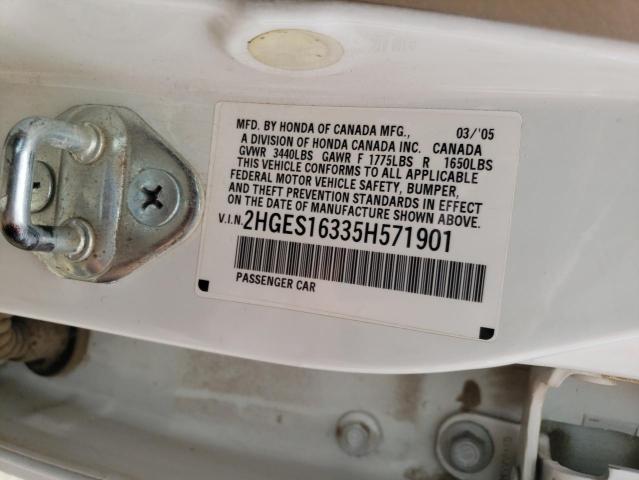 MFD. BY HONDA OF CANADA MFG., 03/'05
A DIVISION OF HONDA CANADA INC. CANADA
GVWR 3440LBS GAWR F 1775LBS R 1650LBS
THIS VEHICLE CONFORMS TO ALL APPLICABLE
FEDERAL MOTOR VEHICLE SAFETY, BUMPER,
AND THEFT PREVENTION STANDARDS IN EFFECT
ON THE DATE OF MANUFACTURE SHOWN ABOVE.
V.I.N. 2HGES16335H571901
PASSENGER CAR